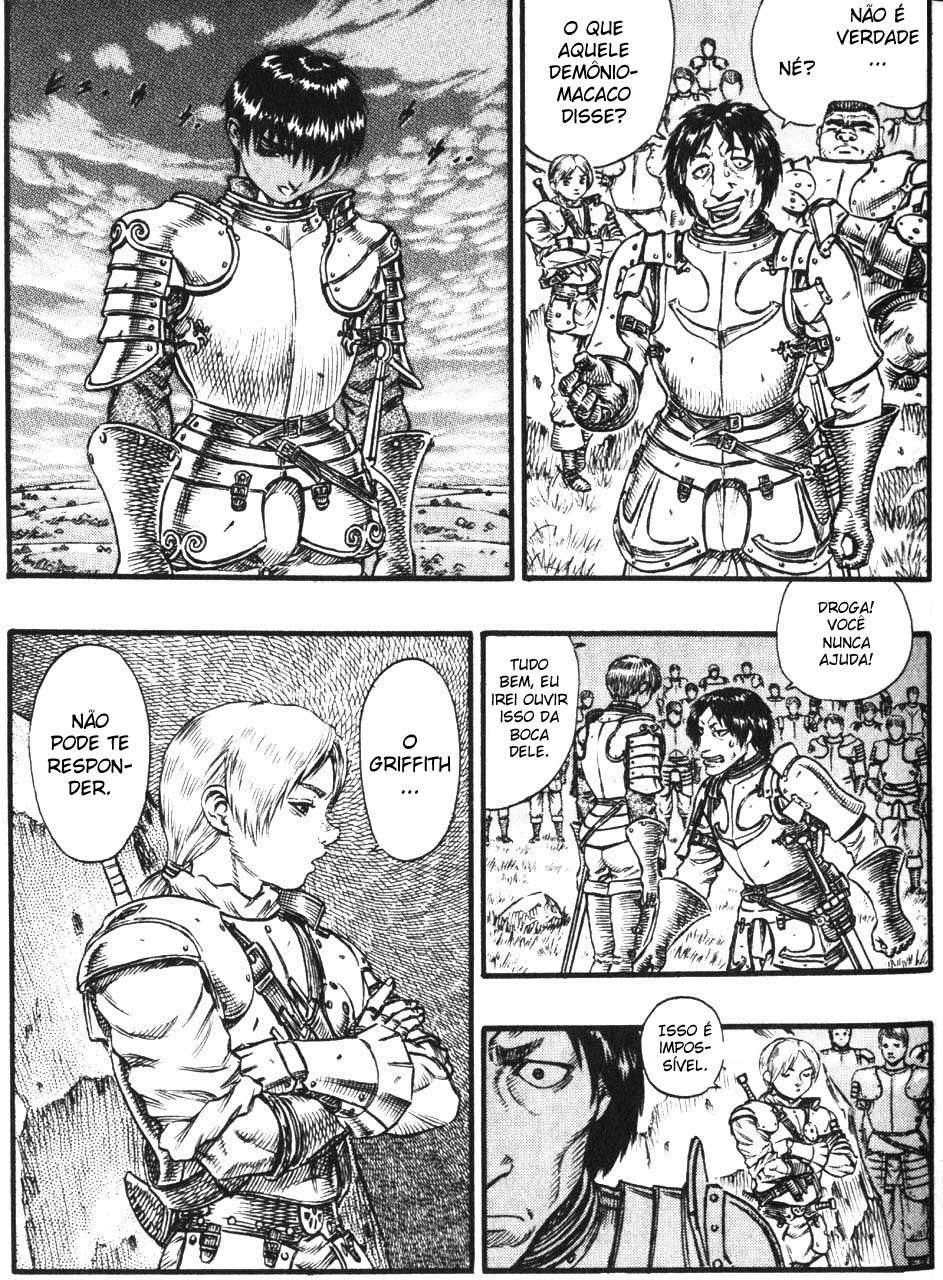 NÃO É
VERDADE
...
NÉ?
O QUE
AQUELE
DEMÔNIO-
MACACO
DISSE?
DROGA!
VOCÊ
NUNCA
AJUDA!
TUDO
BEM, EU
IREI OUVIR
ISSO DA
BOCA
DELE.
ISSO É
IMPOS-
SÍVEL.
O
GRIFFITH
...
NÃO
PODE TE
RESPON-
DER.